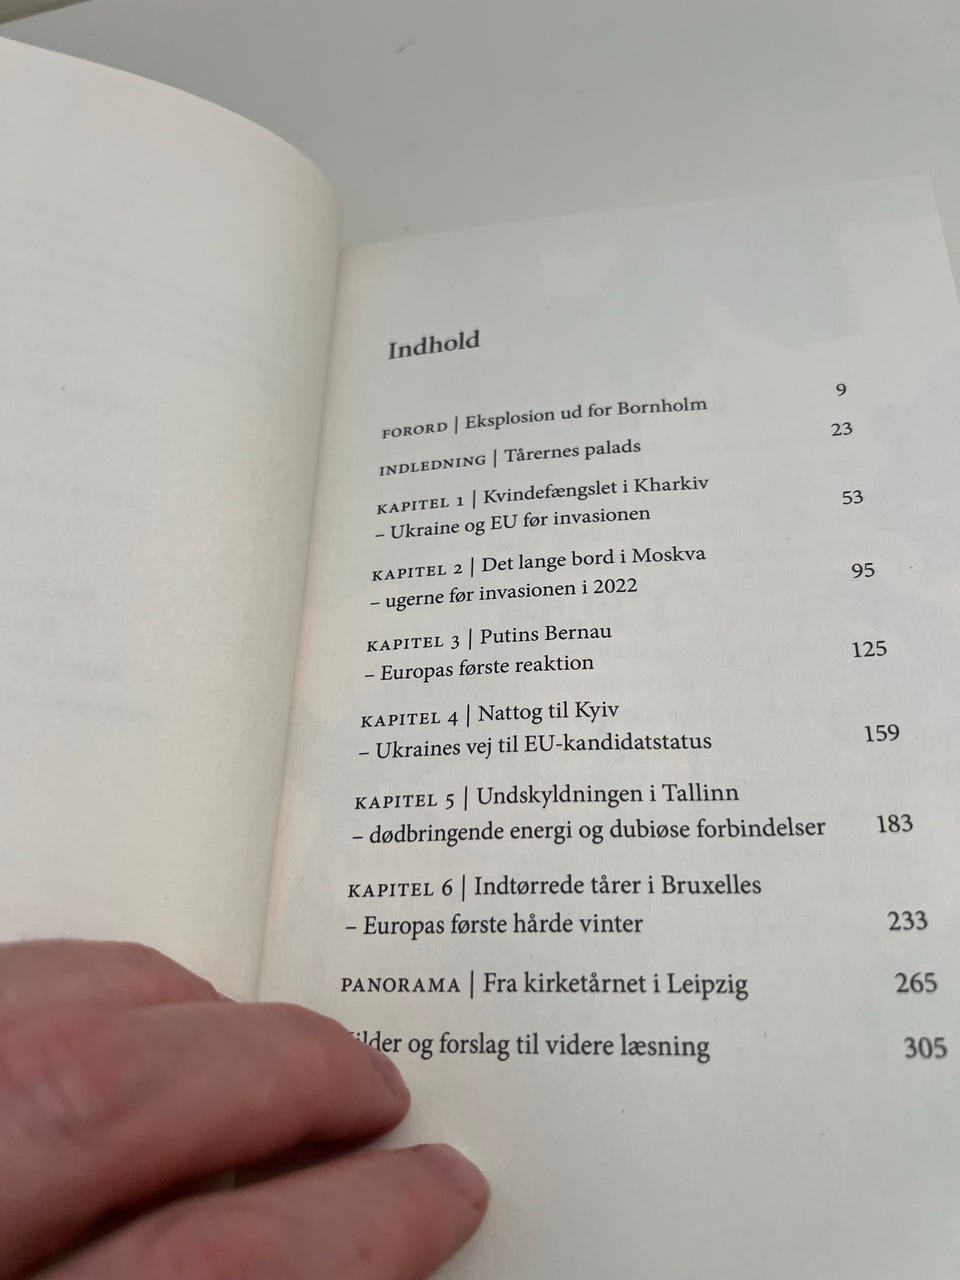 Indhold
FORORD | Eksplosion ud for Bornholm 9
INDLEDNING | Tårernes palads 23
KAPITEL 1 | Kvindefængslet i Kharkiv
– Ukraine og EU før invasionen 53
KAPITEL 2 | Det lange bord i Moskva
– ugerne før invasionen i 2022 95
KAPITEL 3 | Putins Bernau
– Europas første reaktion 125
KAPITEL 4 | Nattog til Kyiv
– Ukraines vej til EU-kandidatstatus 159
KAPITEL 5 | Undskyldningen i Tallinn
– dødbringende energi og dubiøse forbindelser 183
KAPITEL 6 | Indtørrede tårer i Bruxelles
– Europas første hårde vinter 233
PANORAMA | Fra kirketårnet i Leipzig 265
og forslag til videre læsning 305